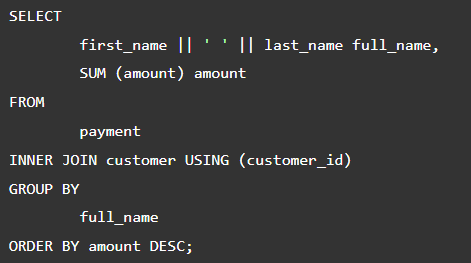 SELECT
first_name || ' ' || last_name full_name,
SUM (amount) amount
FROM
payment
INNER JOIN customer USING (customer_id)
GROUP BY
full_name
ORDER BY amount DESC;